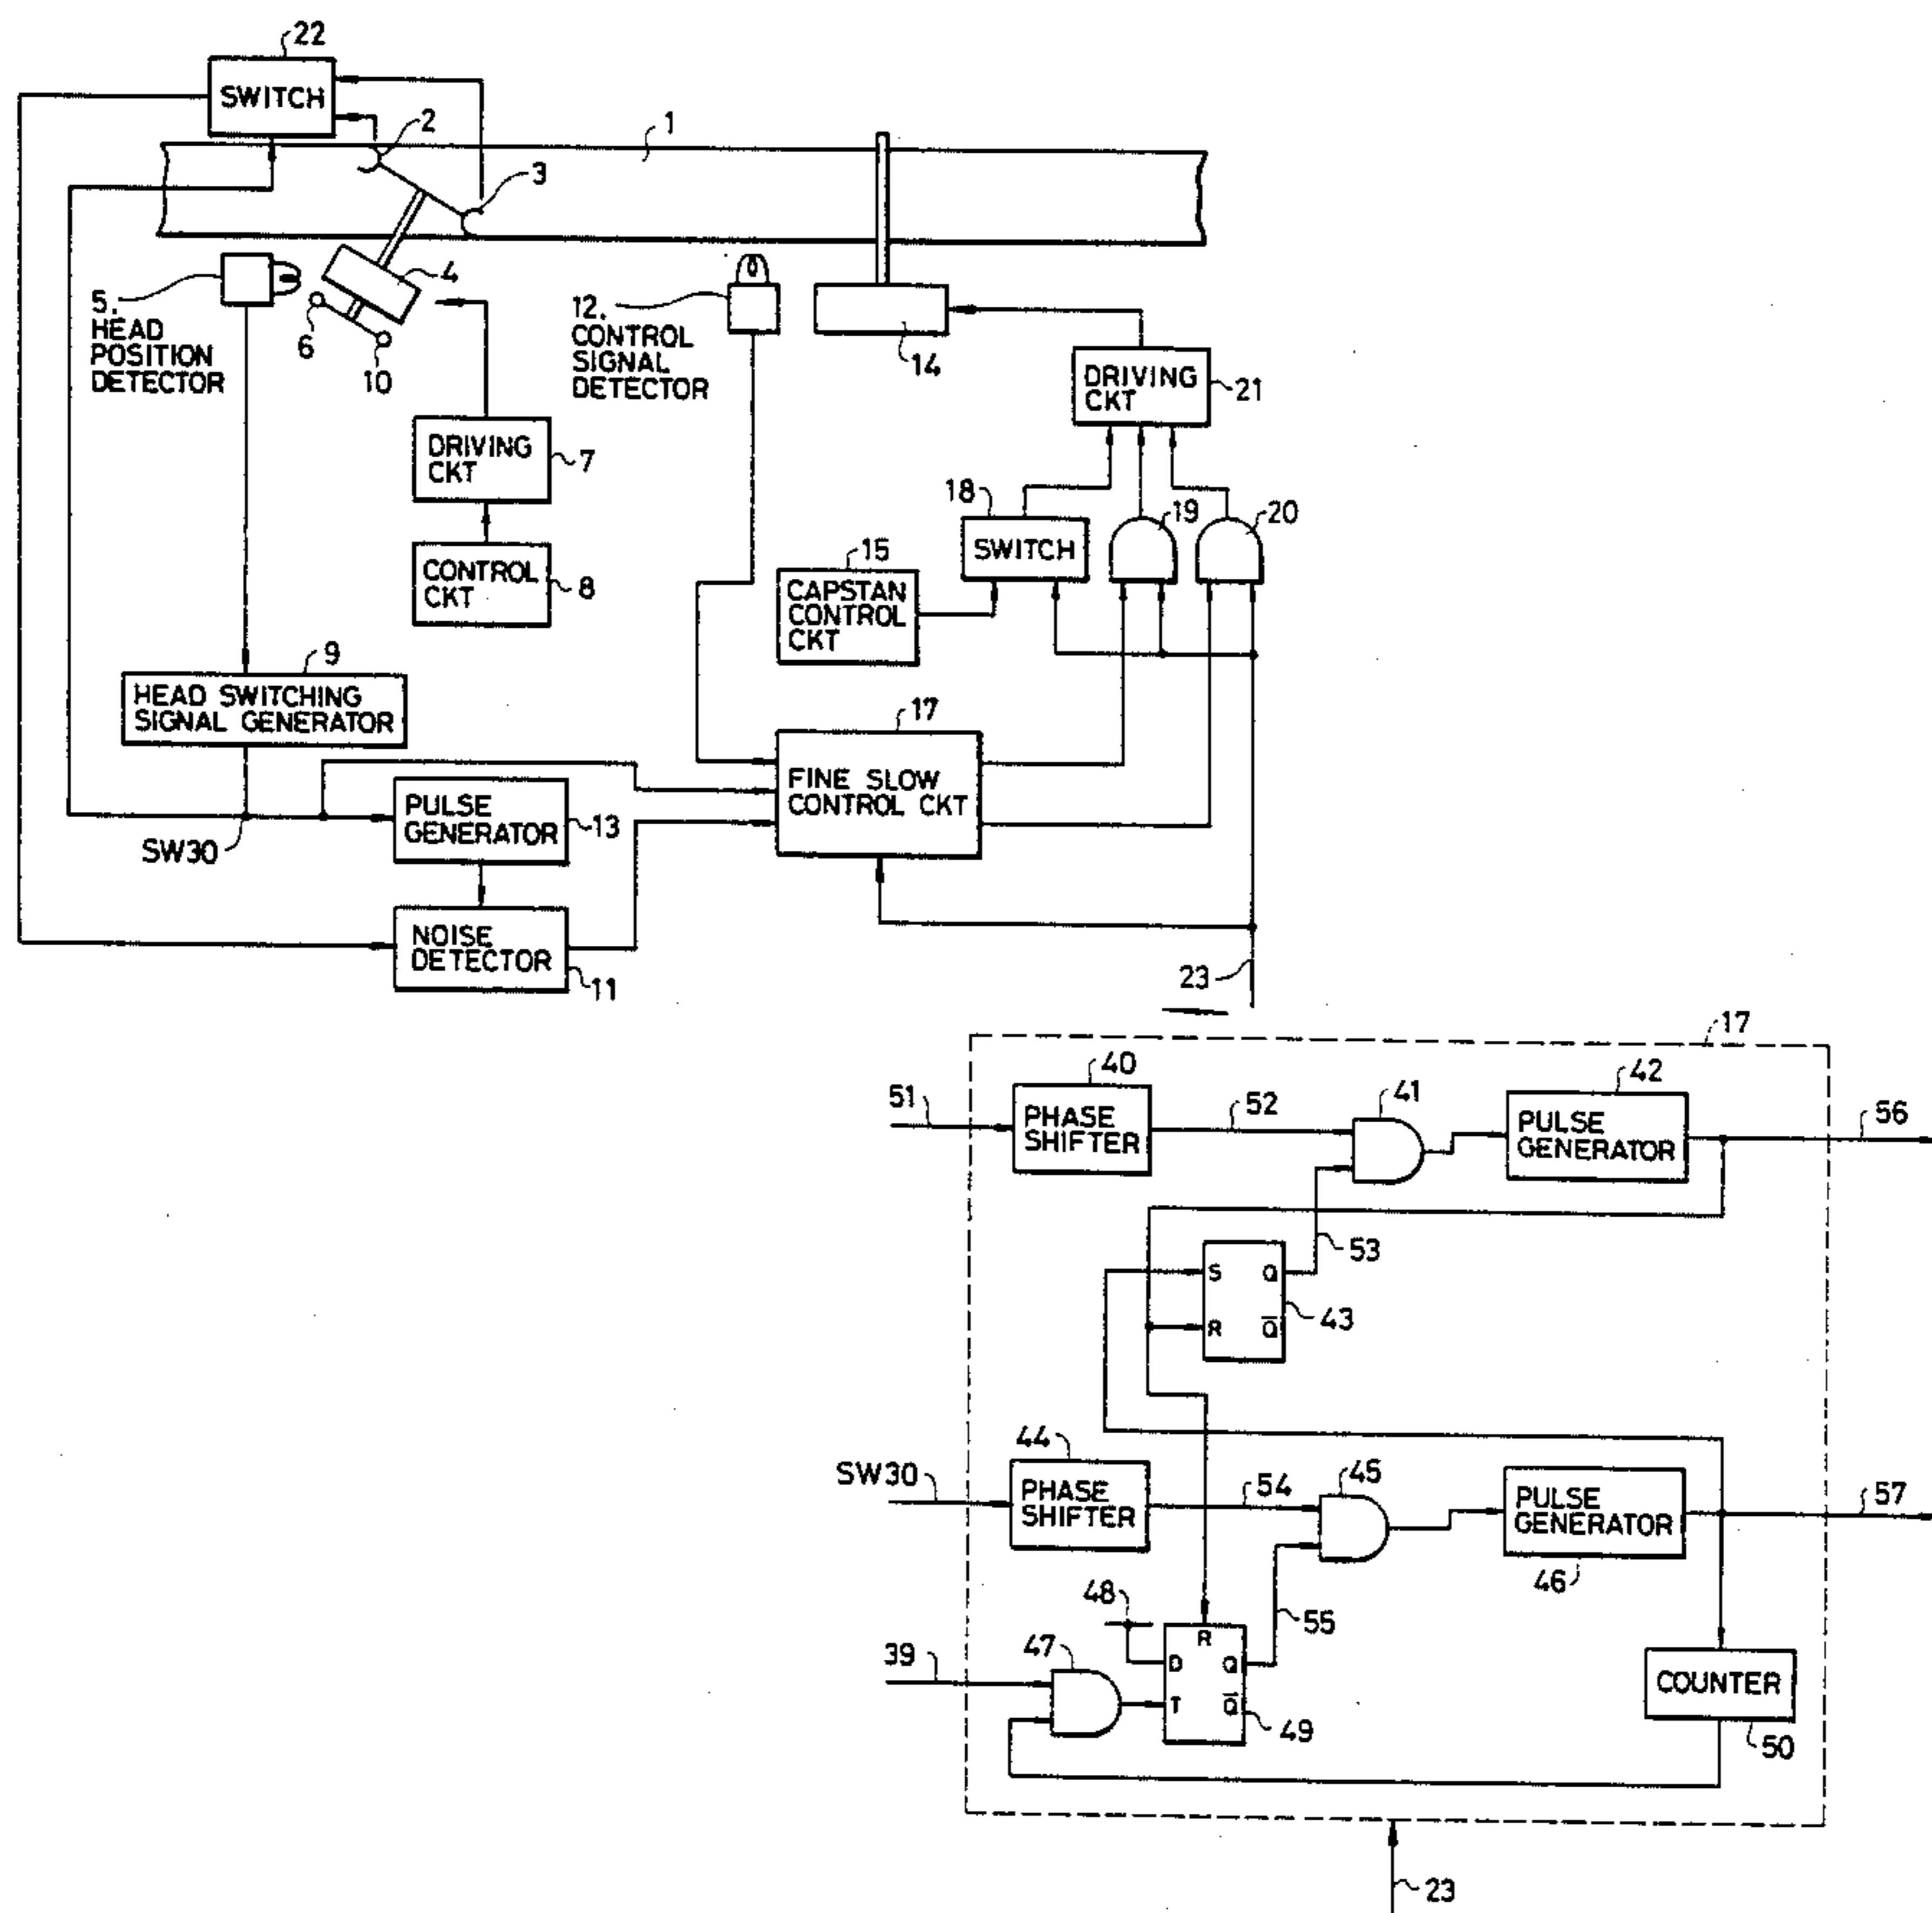 22
SWITCH
2
1
3
4
5.
HEAD
POSITION
DETECTOR
6
10
12.
CONTROL
SIGNAL
DETECTOR
14
DRIVING
CKT
21
DRIVING
CKT
7
18
SWITCH
19
20
CONTROL
CKT
8
15
CAPSTAN
CONTROL
CKT
9
HEAD SWITCHING
SIGNAL GENERATOR
17
FINE SLOW
CONTROL CKT
PULSE
GENERATOR
13
SW30
NOISE
DETECTOR
11
23
17
51
40
PHASE
SHIFTER
52
41
42
PULSE
GENERATOR
56
53
S Q
R Q̅
43
SW30
44
PHASE
SHIFTER
54
45
PULSE
GENERATOR
46
57
48
55
39
47
R
D Q
T Q̅
49
COUNTER
50
23